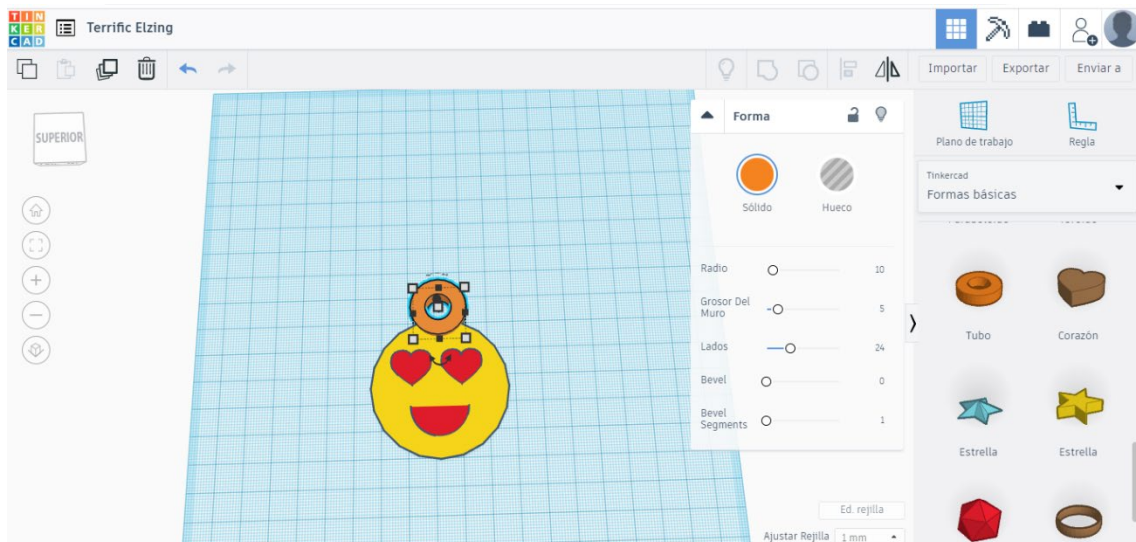 TIN
KER
CAD
Terrific Elzing
Importar
Exportar
Enviar a
SUPERIOR
Forma
Sólido
Hueco
Radio
10
Grosor Del
Muro
5
Lados
24
Bevel
0
Bevel
Segments
1
Plano de trabajo
Regla
Tinkercad
Formas básicas
Tubo
Corazón
Estrella
Estrella
Ed. rejilla
Ajustar Rejilla
1 mm